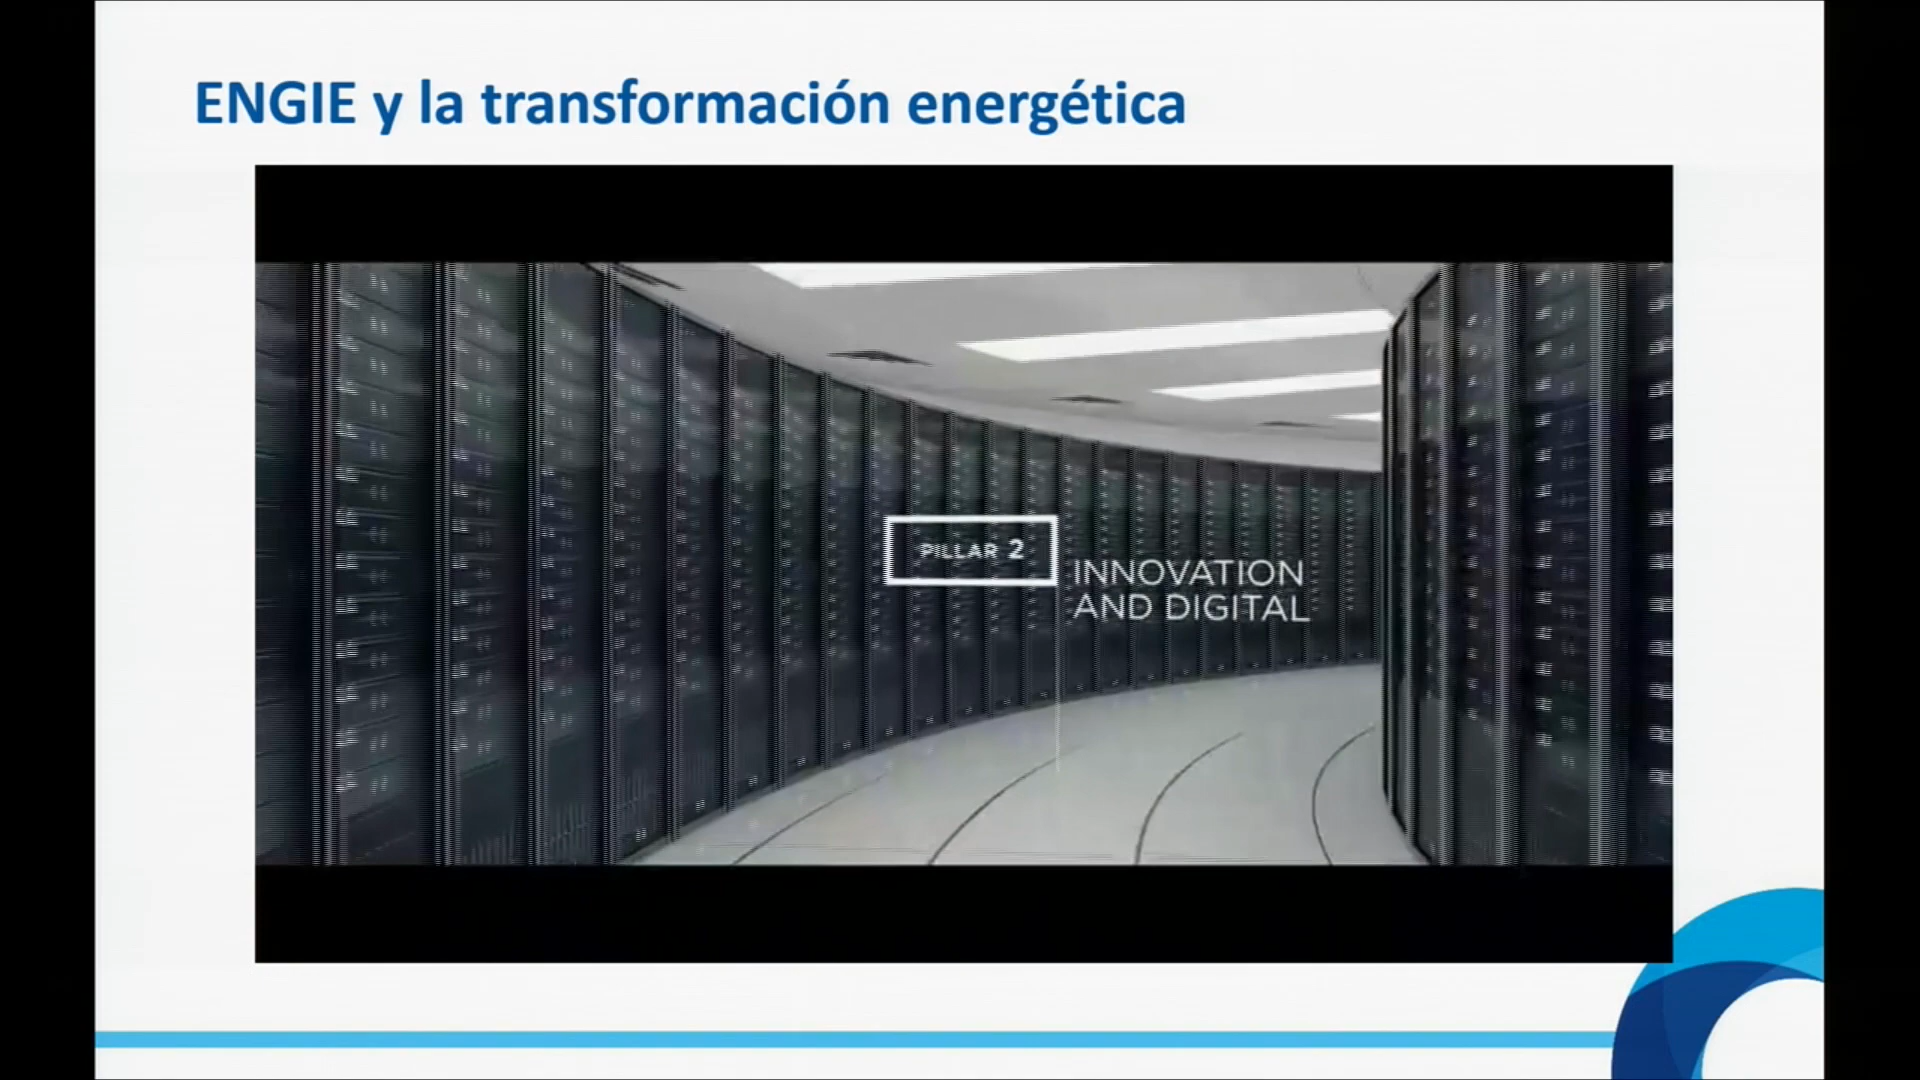 ENGIE y la transformación energética
PILLAR 2
INNOVATION
AND DIGITAL